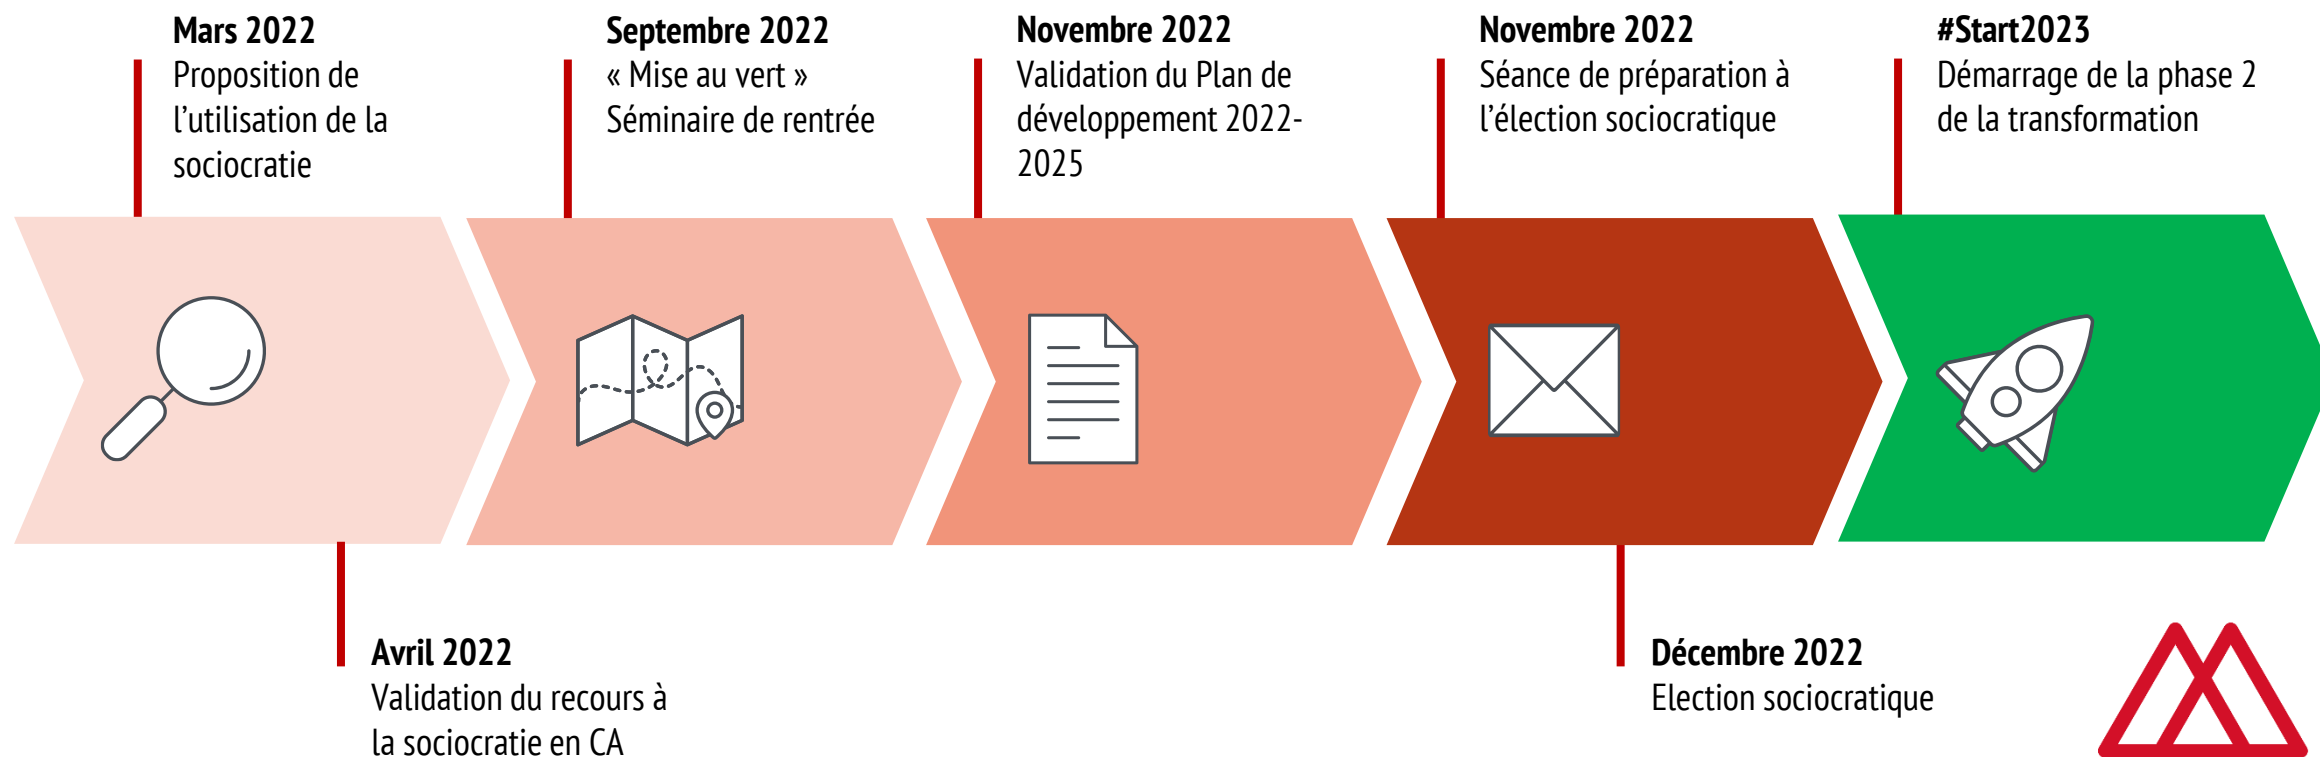 Mars 2022
Proposition de
l’utilisation de la
sociocratie
Septembre 2022
« Mise au vert »
Séminaire de rentrée
Novembre 2022
Validation du Plan de
développement 2022-
2025
Novembre 2022
Séance de préparation à
l’élection sociocratique
#Start2023
Démarrage de la phase 2
de la transformation
Avril 2022
Validation du recours à
la sociocratie en CA
Décembre 2022
Election sociocratique